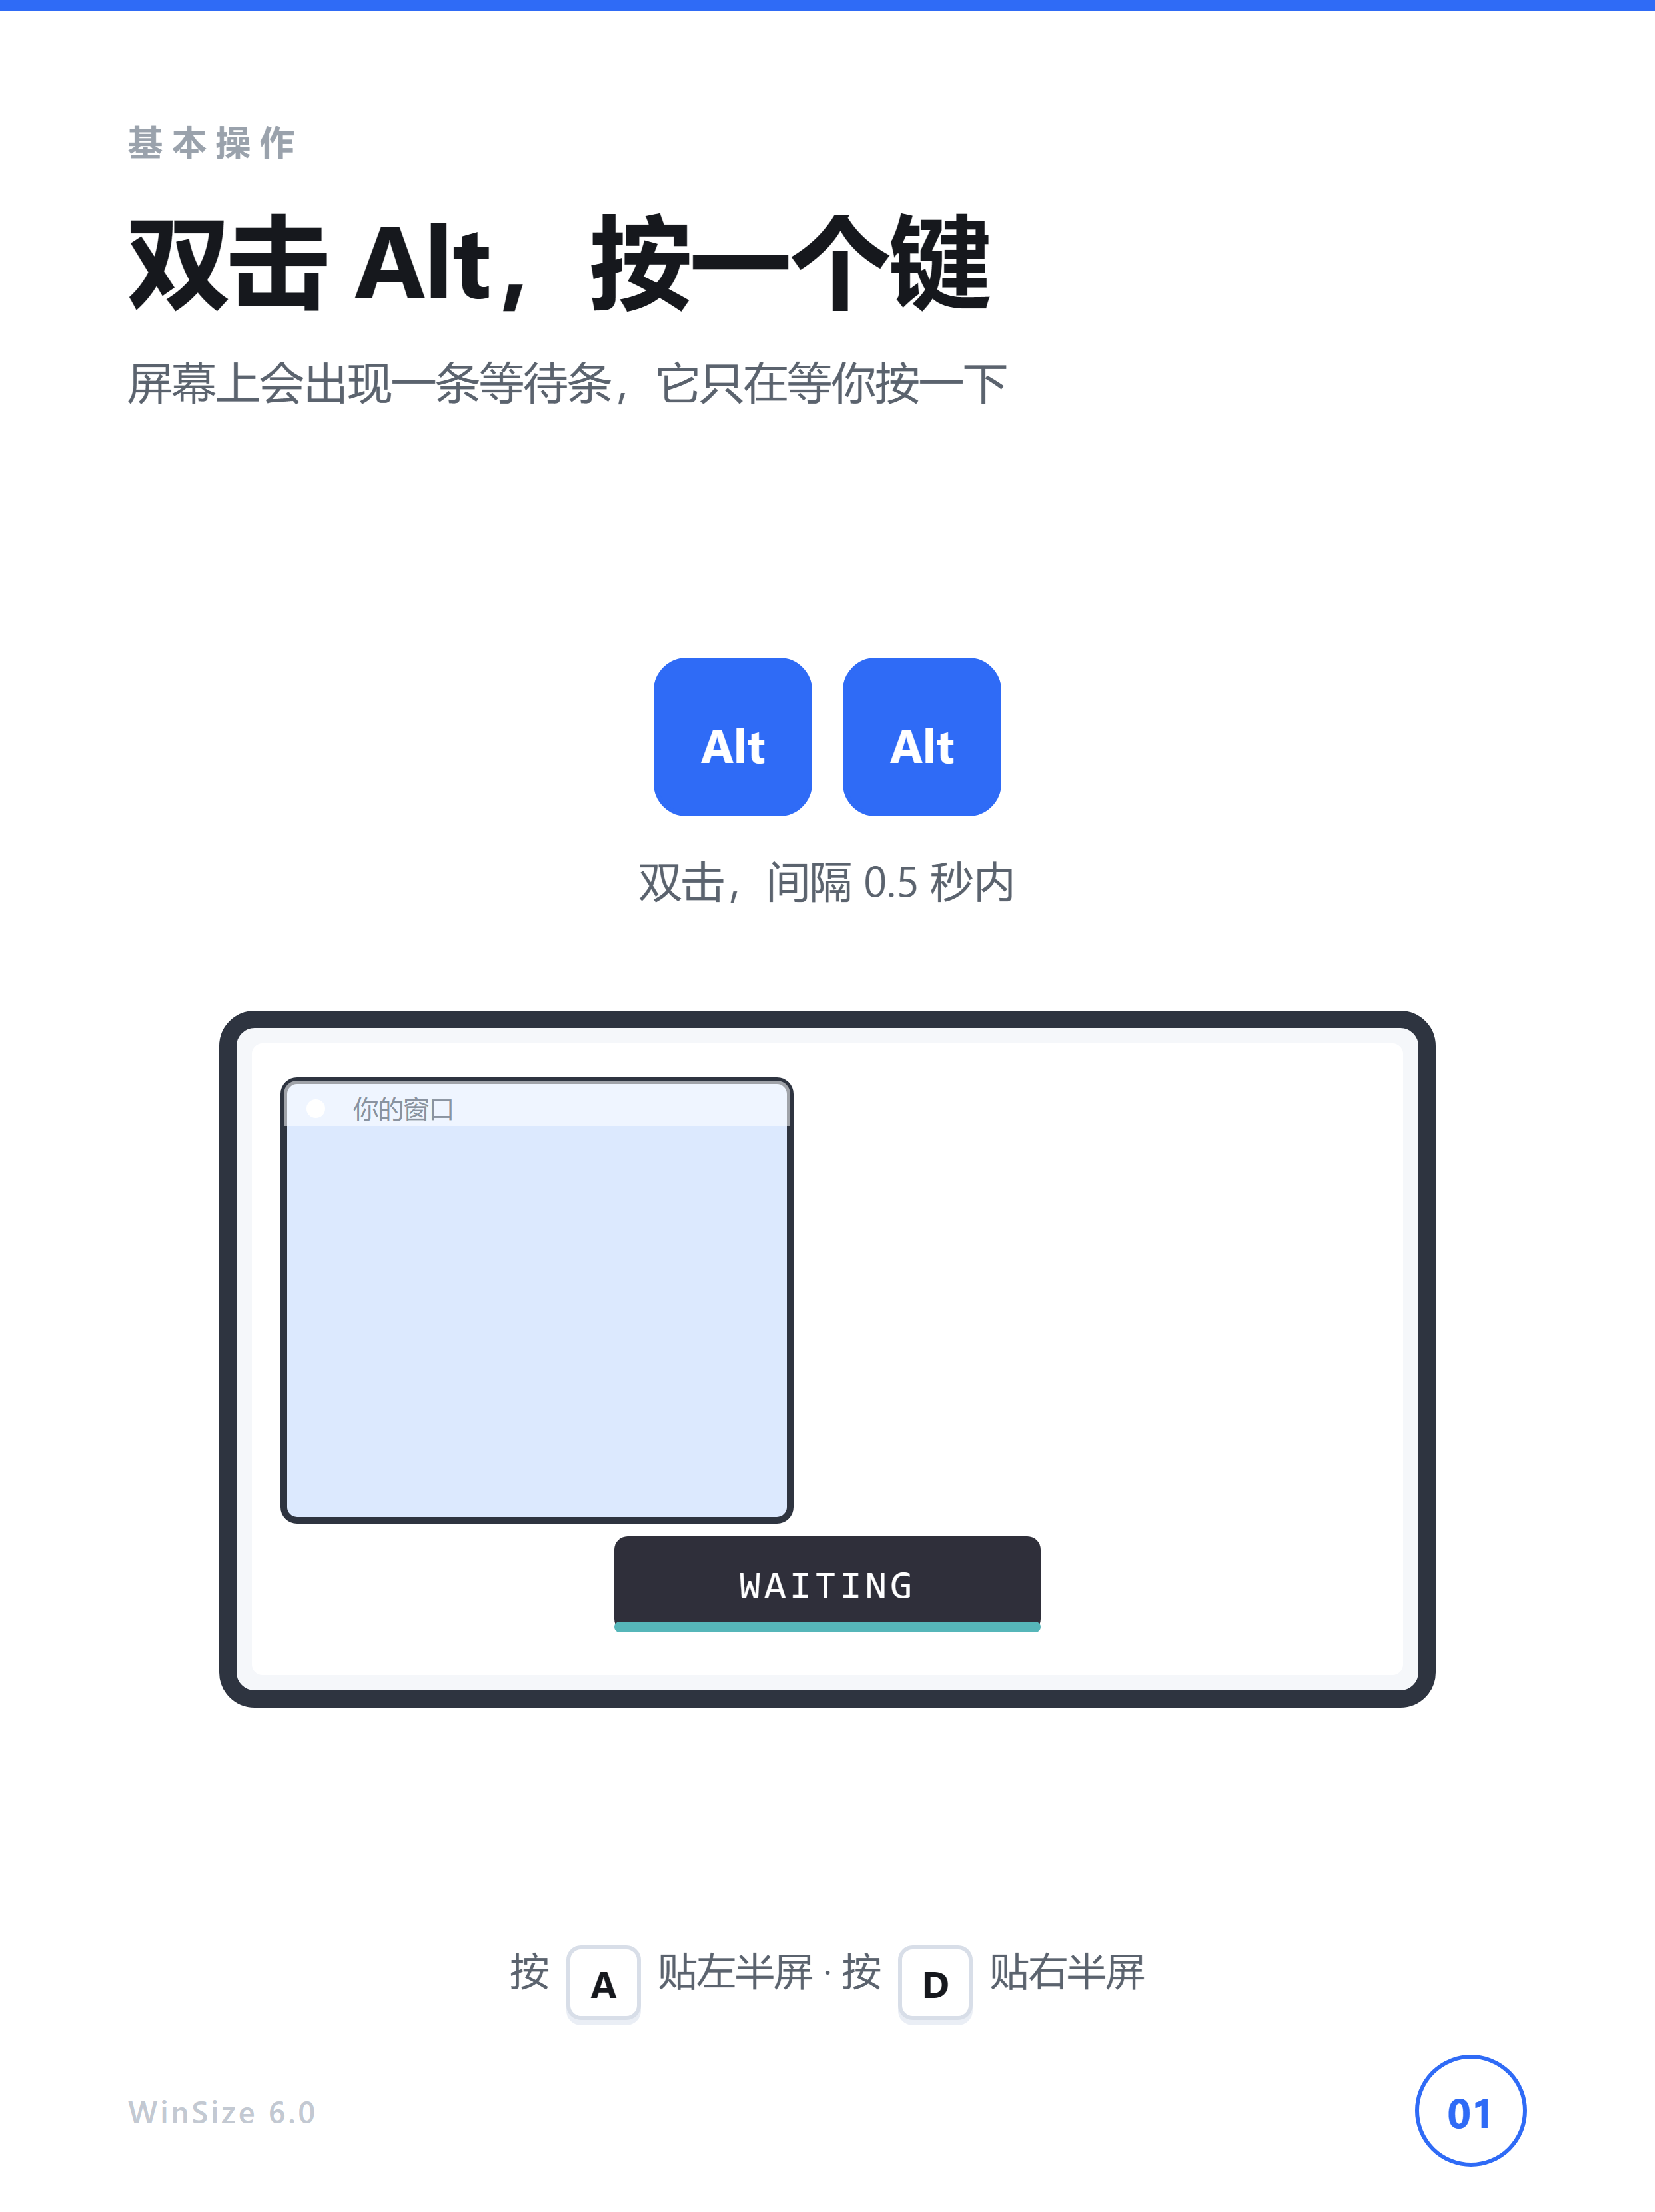 基本操作
双击 Alt，按一个键
屏幕上会出现一条等待条，它只在等你按一下
Alt Alt
双击，间隔 0.5 秒内
你的窗口
WAITING
按 A 贴左半屏 · 按 D 贴右半屏
WinSize 6.0
01